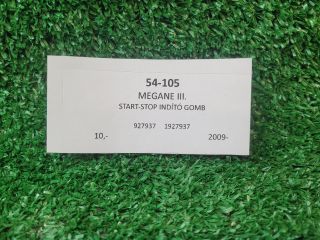 54-105
MEGANE III.
START-STOP INDÍTÓ GOMB
927937 1927937
10,- 2009-